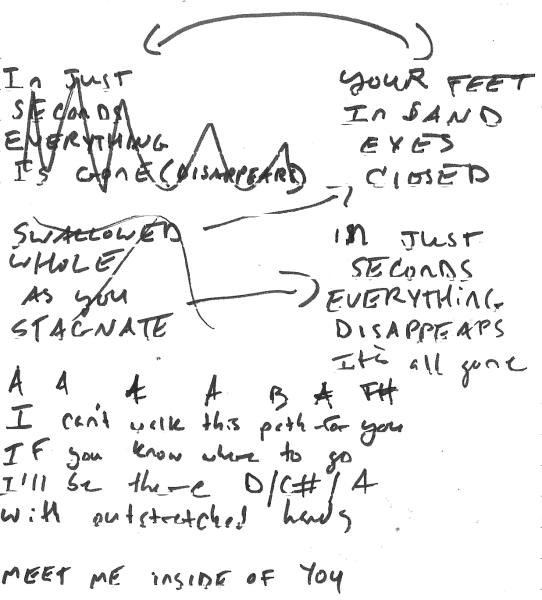 In JUST
SECONDS
EVERYTHING
IS GONE (DISAPPEARS)
YOUR FEET
In SAND
EYES
CLOSED
SWALLOWED
WHOLE
AS YOU
STAGNATE
IN JUST
SECONDS
EVERYTHING
DISAPPEARS
It's all gone
A A A A B A F#
I can't walk this path for you
IF you know where to go
I'll be there D/C#/A
with outstretched hands
MEET ME INSIDE OF YOU